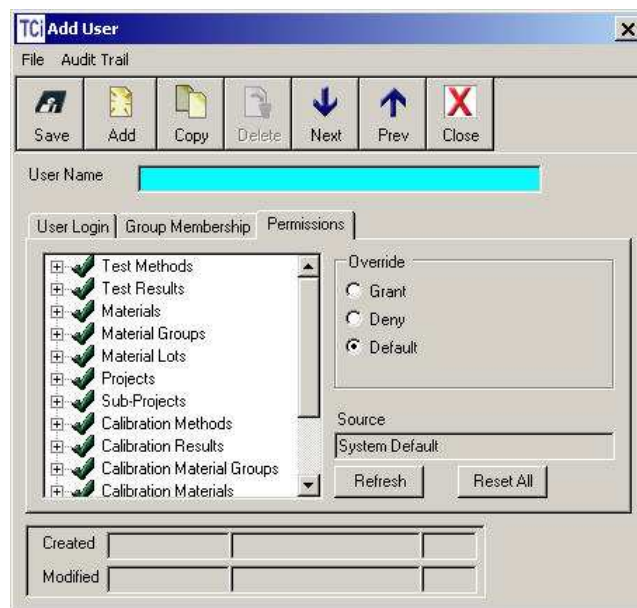 TCi Add User
File Audit Trail
Save Add Copy Delete Next Prev Close
User Name
User Login Group Membership Permissions
Test Methods
Test Results
Materials
Material Groups
Material Lots
Projects
Sub-Projects
Calibration Methods
Calibration Results
Calibration Material Groups
Calibration Materials
Override
Grant
Deny
Default
Source
System Default
Refresh Reset All
Created
Modified